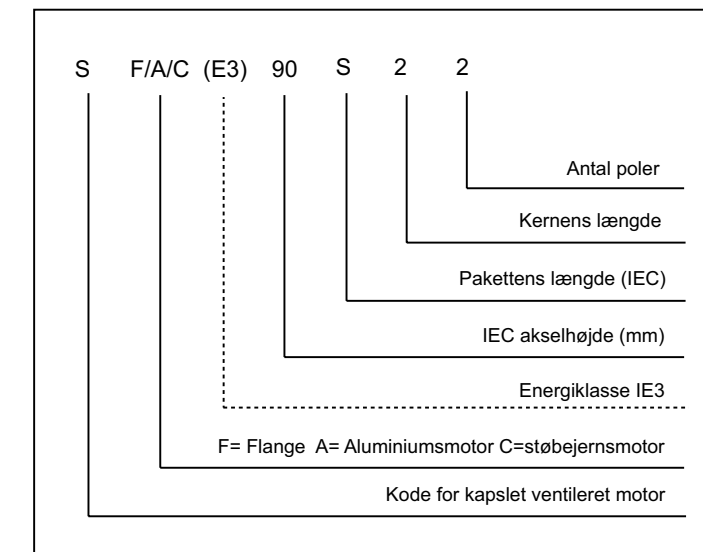 S F/A/C (E3) 90 S 2 2
Antal poler
Kernens længde
Pakettens længde (IEC)
IEC akselhøjde (mm)
Energiklasse IE3
F= Flange A= Aluminiumsmotor C=støbejernsmotor
Kode for kapslet ventileret motor